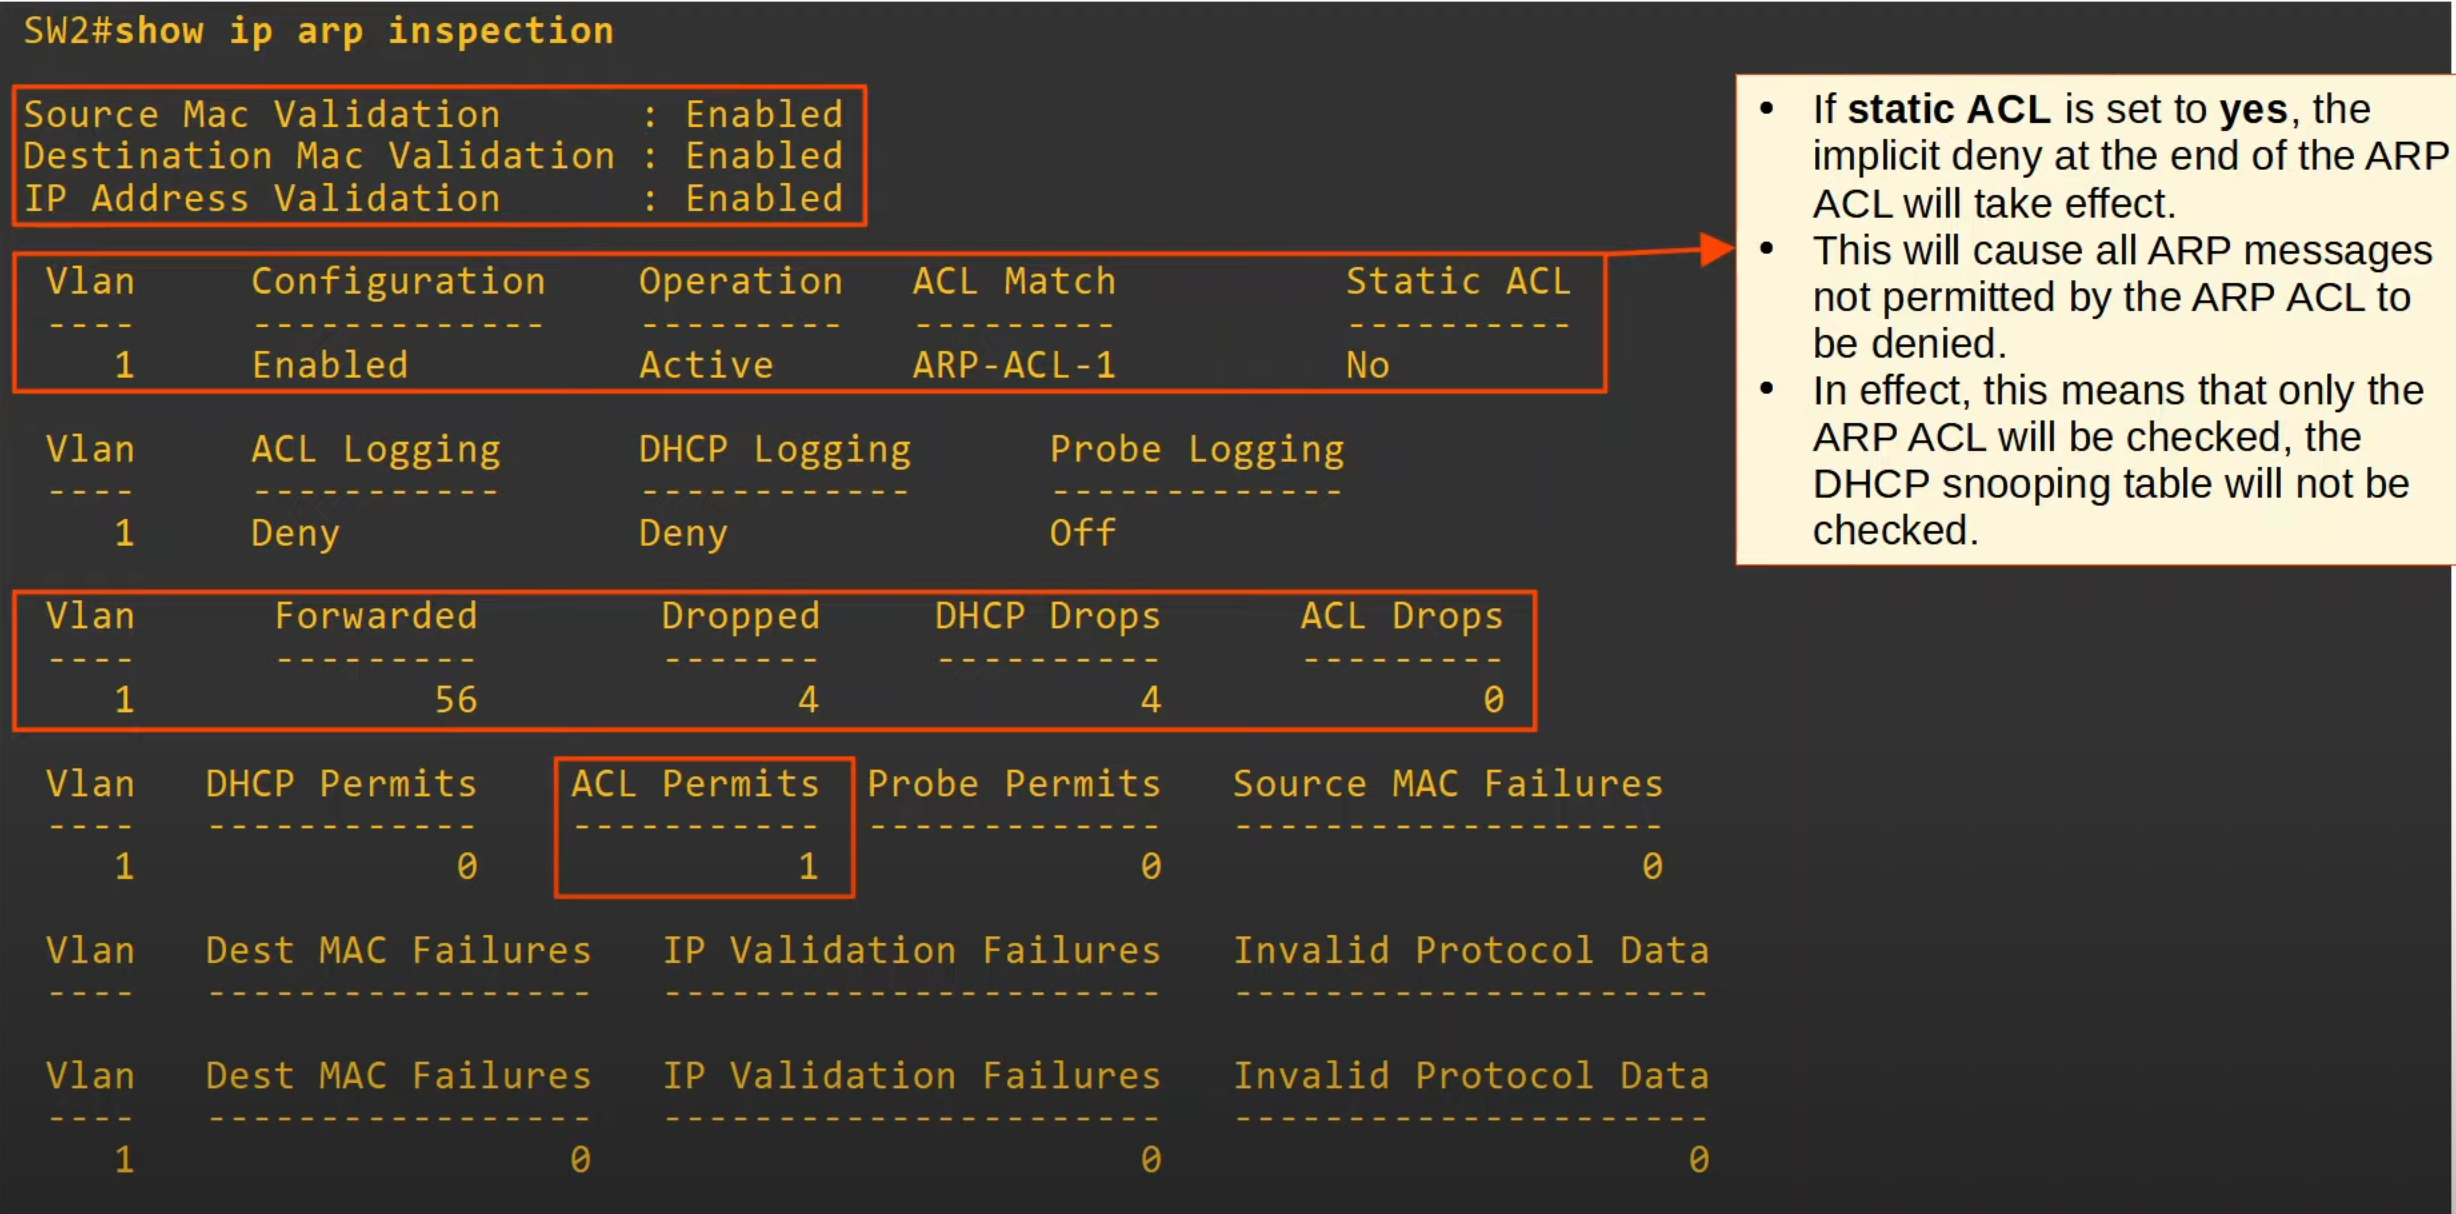 SW2#show ip arp inspection
Source Mac Validation : Enabled
Destination Mac Validation : Enabled
IP Address Validation : Enabled
Vlan Configuration Operation ACL Match Static ACL
---- ------------- --------- --------- ----------
1 Enabled Active ARP-ACL-1 No
Vlan ACL Logging DHCP Logging Probe Logging
---- ----------- ------------ -------------
1 Deny Deny Off
Vlan Forwarded Dropped DHCP Drops ACL Drops
---- --------- ------- ---------- ---------
1 56 4 4 0
Vlan DHCP Permits ACL Permits Probe Permits Source MAC Failures
---- ------------ ----------- ------------- -------------------
1 0 1 0 0
Vlan Dest MAC Failures IP Validation Failures Invalid Protocol Data
---- ----------------- ---------------------- ---------------------
Vlan Dest MAC Failures IP Validation Failures Invalid Protocol Data
---- ----------------- ---------------------- ---------------------
1 0 0 0
• If static ACL is set to yes, the
implicit deny at the end of the ARP
ACL will take effect.
• This will cause all ARP messages
not permitted by the ARP ACL to
be denied.
• In effect, this means that only the
ARP ACL will be checked, the
DHCP snooping table will not be
checked.